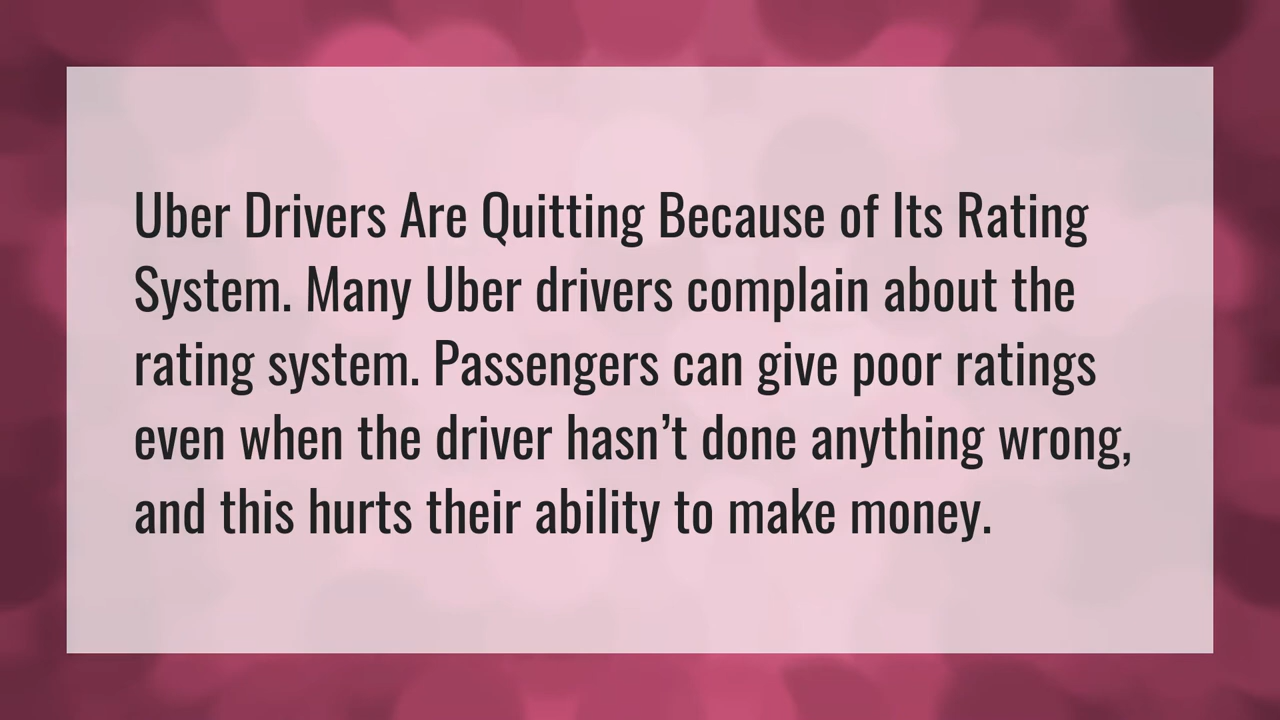 Uber Drivers Are Quitting Because of Its Rating
System. Many Uber drivers complain about the
rating system. Passengers can give poor ratings
even when the driver hasn’t done anything wrong,
and this hurts their ability to make money.